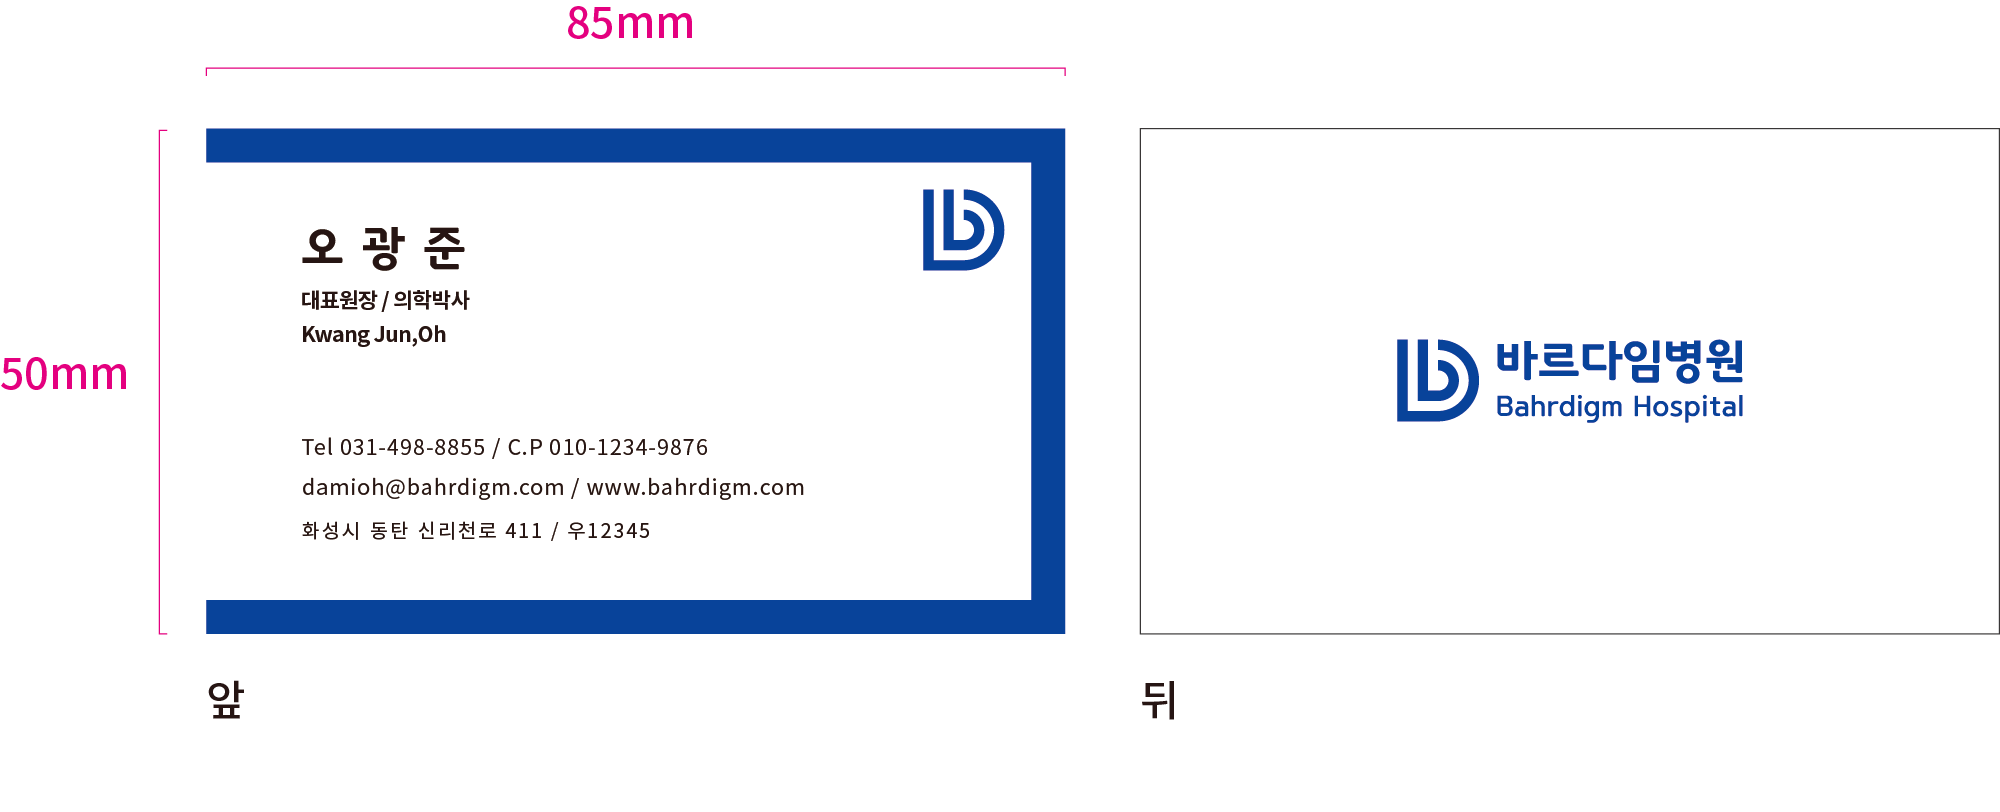 85mm
50mm
오 광 준
대표원장 / 의학박사
Kwang Jun,Oh
Tel 031-498-8855 / C.P 010-1234-9876
damioh@bahrdigm.com / www.bahrdigm.com
화성시 동탄 신리천로 411 / 우12345
앞
바르다임병원
Bahrdigm Hospital
뒤